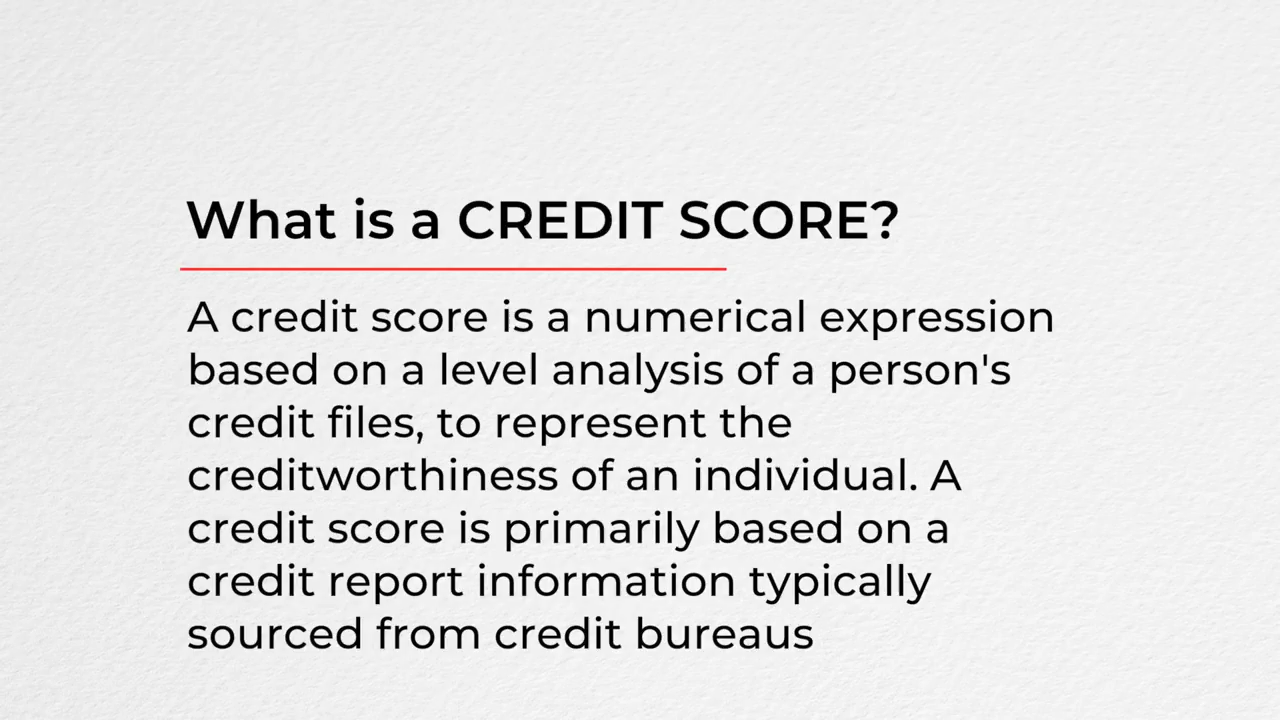 What is a CREDIT SCORE?
A credit score is a numerical expression
based on a level analysis of a person's
credit files, to represent the
creditworthiness of an individual. A
credit score is primarily based on a
credit report information typically
sourced from credit bureaus